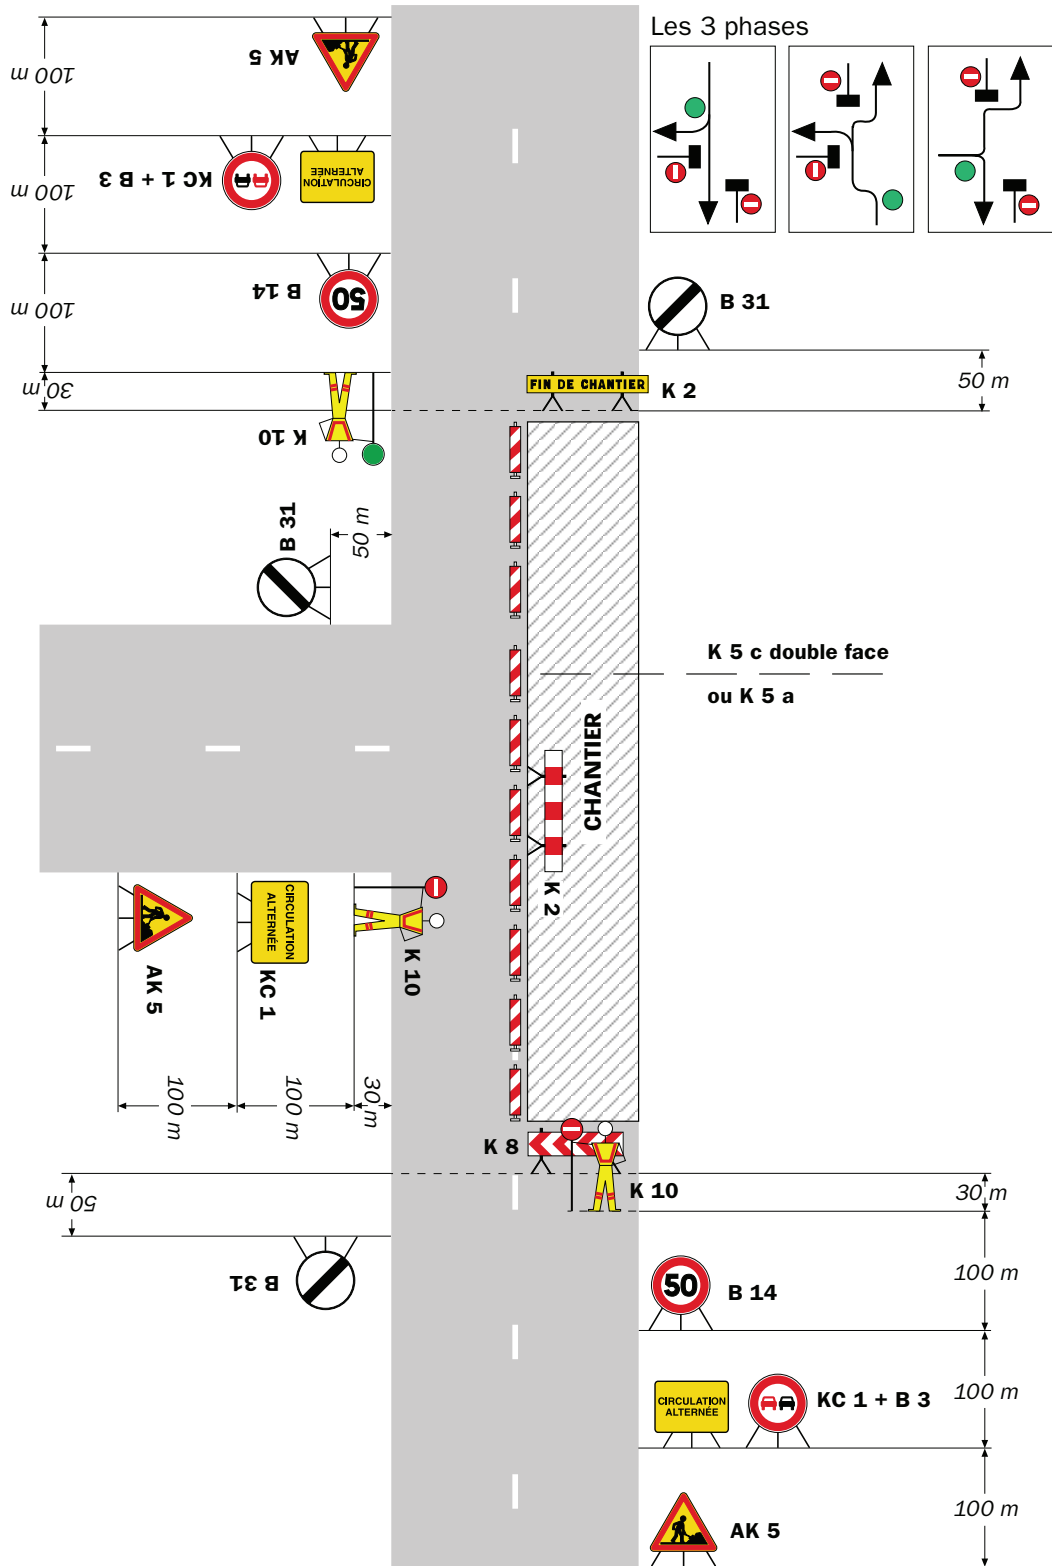 Les 3 phases
100 m
AK 5
100 m
KC 1 + B 3
CIRCULATION
ALTERNÉE
100 m
B 14
50
30 m
K 10
B 31
50 m
FIN DE CHANTIER
K 2
50 m
B 31
K 5 c double face
ou K 5 a
CHANTIER
K 2
AK 5
CIRCULATION
ALTERNÉE
KC 1
K 10
100 m
100 m
30 m
K 8
K 10
30 m
50 m
B 31
100 m
50
B 14
100 m
CIRCULATION
ALTERNÉE
KC 1 + B 3
100 m
AK 5